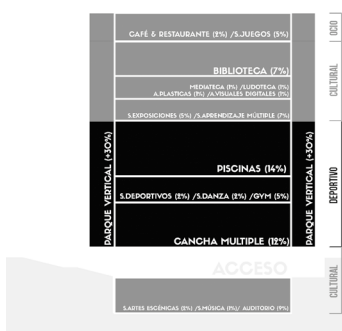 CAFÉ & RESTAURANTE (2%) /S.JUEGOS (5%)
BIBLIOTECA (7%)
MEDIATECA (1%) /LUDOTECA (1%)
A.PLASTICAS (1%) /A.VISUALES DIGITALES (1%)
S.EXPOSICIONES (5%) /S.APRENDIZAJE MÚLTIPLE (7%)
PISCINAS (14%)
S.DEPORTIVOS (2%) /S.DANZA (2%) /GYM (5%)
CANCHA MULTIPLE (12%)
ACCESO
S.ARTES ESCÉNICAS (2%) /S.MÚSICA (1%)/ AUDITORIO (9%)
PARQUE VERTICAL (+30%)
PARQUE VERTICAL (+30%)
OCIO
CULTURAL
DEPORTIVO
CULTURAL